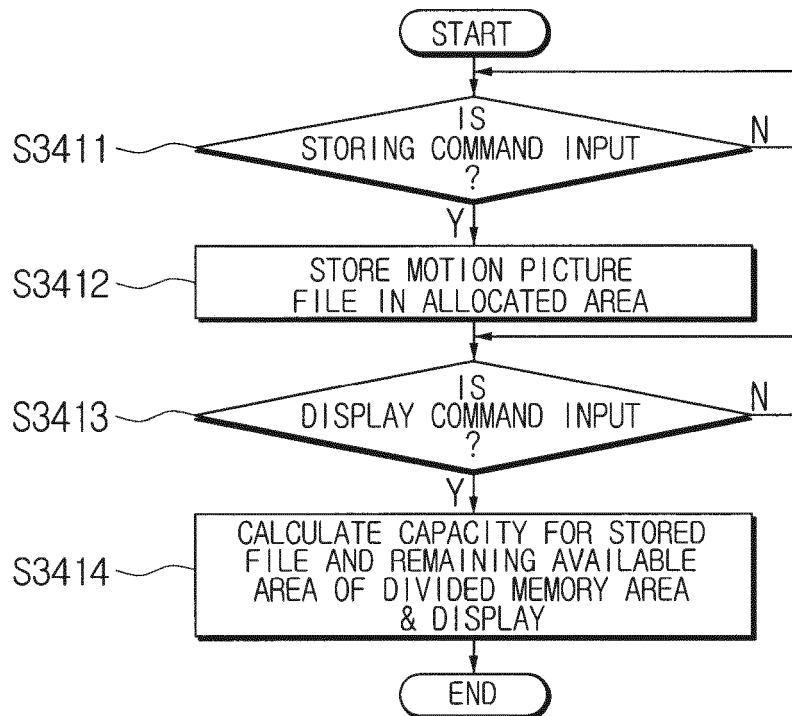 START
S3411
IS
STORING COMMAND INPUT
?
N
Y
S3412
STORE MOTION PICTURE
FILE IN ALLOCATED AREA
S3413
IS
DISPLAY COMMAND INPUT
?
N
Y
S3414
CALCULATE CAPACITY FOR STORED
FILE AND REMAINING AVAILABLE
AREA OF DIVIDED MEMORY AREA
& DISPLAY
END